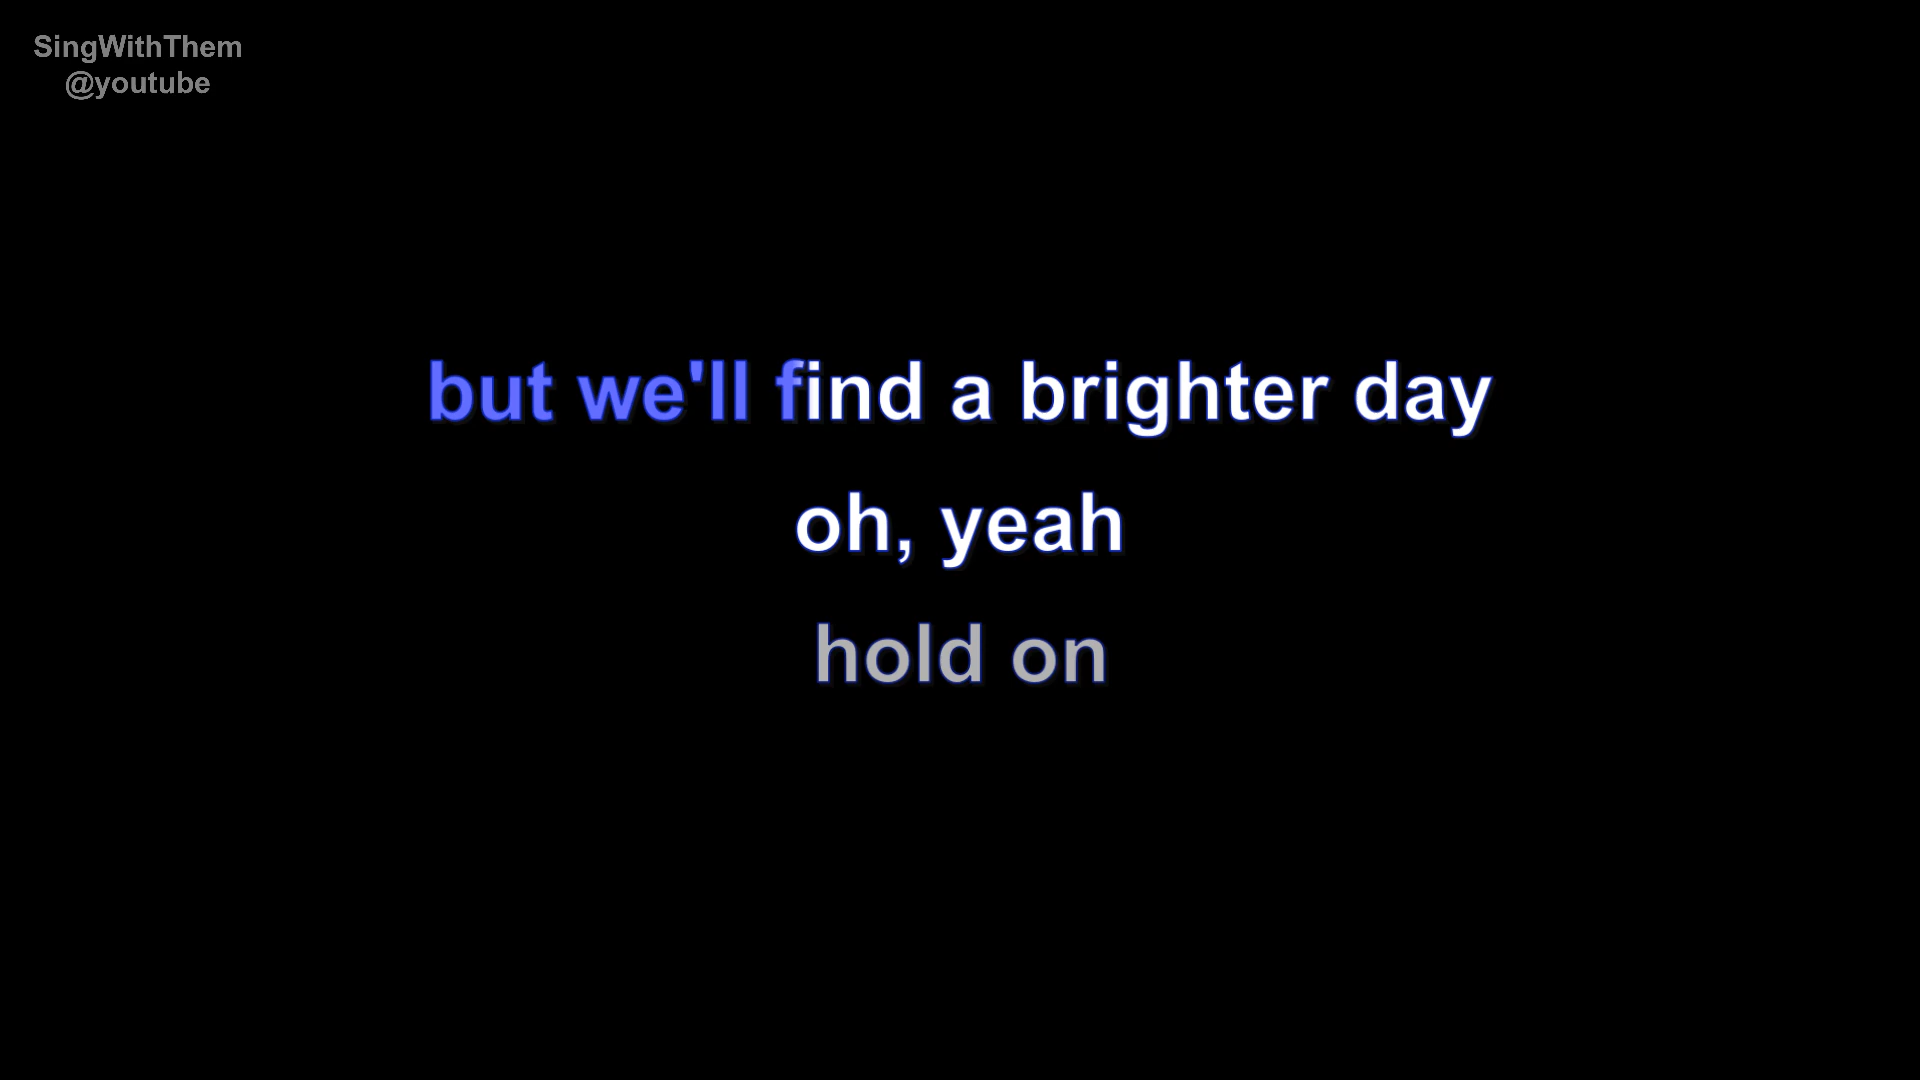 SingWithThem
@youtube
but we'll find a brighter day
oh, yeah
hold on